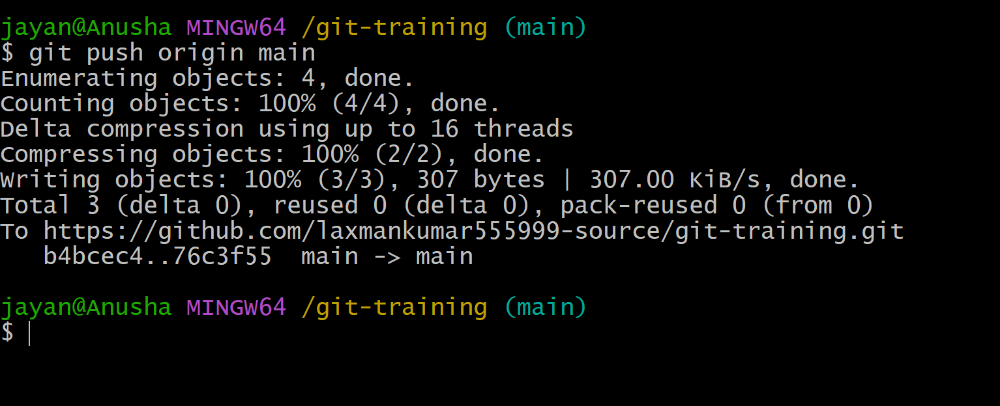 jayan@Anusha MINGW64 /git-training (main)
$ git push origin main
Enumerating objects: 4, done.
Counting objects: 100% (4/4), done.
Delta compression using up to 16 threads
Compressing objects: 100% (2/2), done.
Writing objects: 100% (3/3), 307 bytes | 307.00 KiB/s, done.
Total 3 (delta 0), reused 0 (delta 0), pack-reused 0 (from 0)
To https://github.com/laxmankumar555999-source/git-training.git
   b4bcec4..76c3f55  main -> main
jayan@Anusha MINGW64 /git-training (main)
$